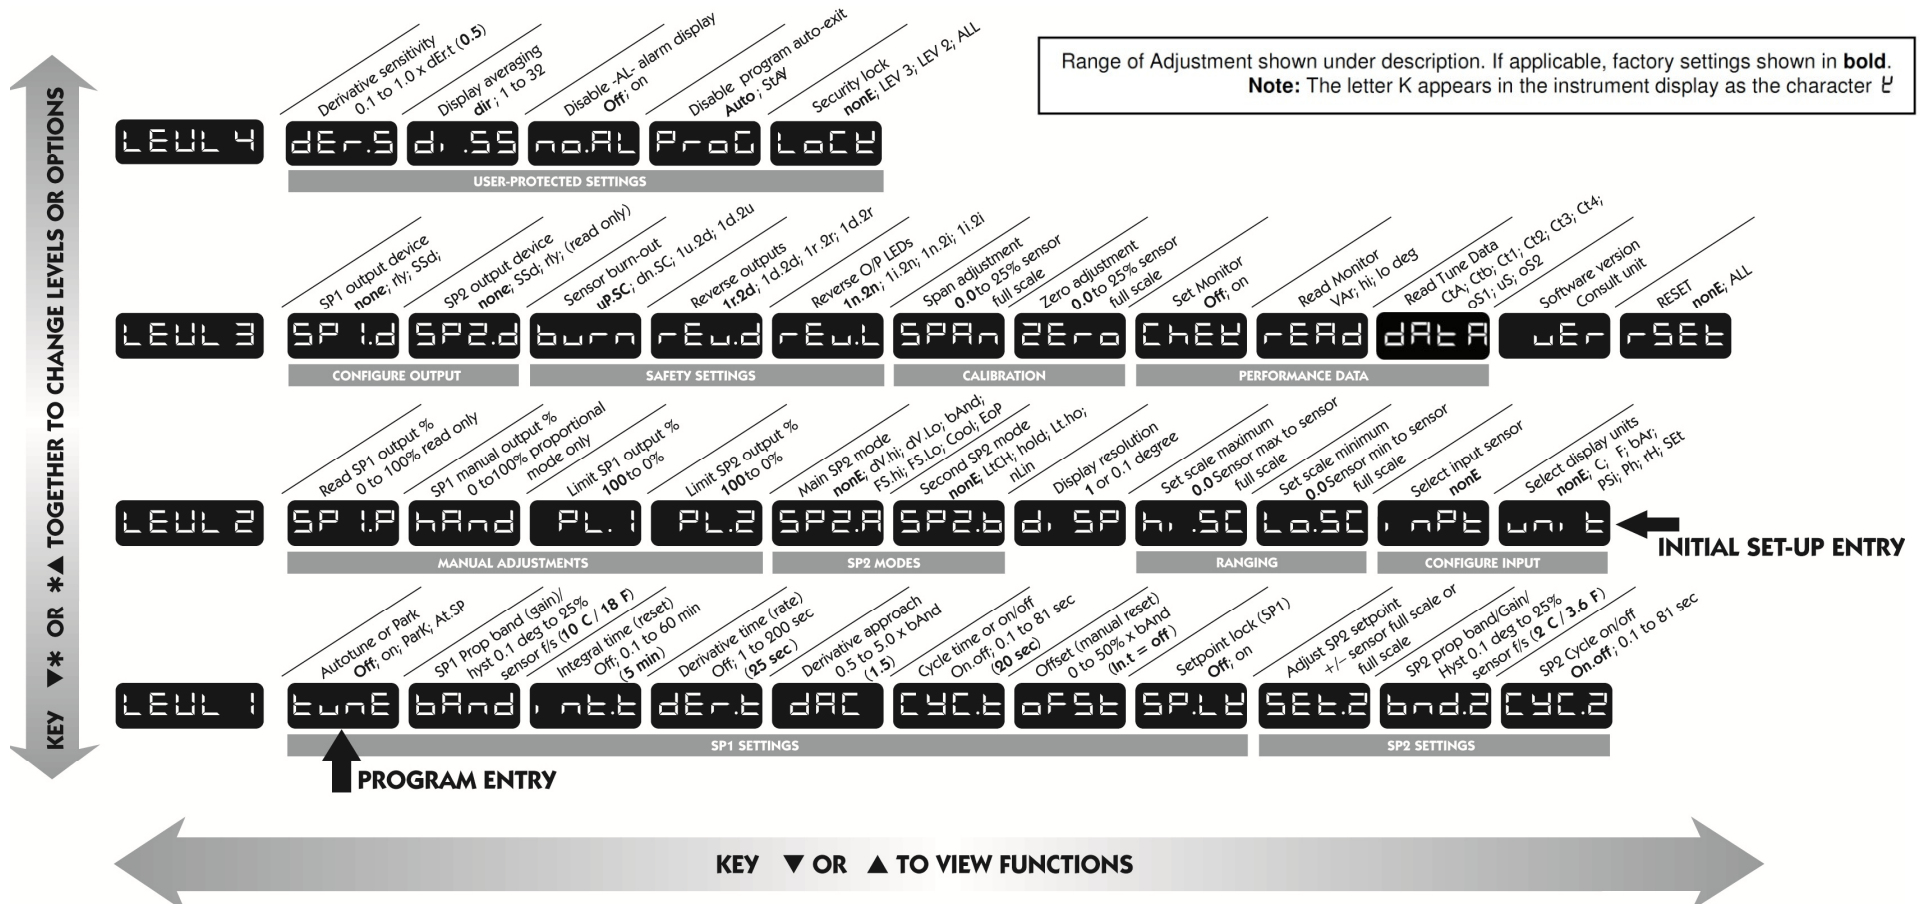 Range of Adjustment shown under description. If applicable, factory settings shown in bold.
Note: The letter K appears in the instrument display as the character
KEY ▼* OR *▲ TOGETHER TO CHANGE LEVELS OR OPTIONS
Derivative sensitivity
0.1 to 1.0 x dEr.t (0.5)
Display averaging
dir ; 1 to 32
Disable -AL- alarm display
Off; on
Disable program auto-exit
Auto ; StAY
Security lock
nonE; LEV 3; LEV 2; ALL
LEVL 4
dEr.S
di .SS
no.AL
ProG
LoCK
USER-PROTECTED SETTINGS
SP1 output device
none; rly; SSd;
SP2 output device
none; SSd; rly; (read only)
Sensor burn-out
uP.SC; dn.SC; 1u.2d; 1d.2u
Reverse outputs
1r.2d; 1d.2d; 1r .2r; 1d.2r
Reverse O/P LEDs
1n.2n; 1i.2n; 1n.2i; 1i.2i
Span adjustment
0.0 to 25% sensor
full scale
Zero adjustment
0.0 to 25% sensor
full scale
Set Monitor
Off; on
Read Monitor
VAr; hi; lo deg
Read Tune Data
CtA; Ctb; Ct1; Ct2; Ct3; Ct4;
oS1; uS; oS2
Software version
Consult unit
RESET
nonE; ALL
LEVL 3
SP 1.d
SP2.d
burn
rEu.d
rEu.L
SPAn
ZEro
ChEK
rEAd
dAtA
uEr
rSEt
CONFIGURE OUTPUT
SAFETY SETTINGS
CALIBRATION
PERFORMANCE DATA
Read SP1 output %
0 to 100% read only
SP1 manual output %
0 to100% proportional
mode only
Limit SP1 output %
100 to 0%
Limit SP2 output %
100 to 0%
Main SP2 mode
nonE; dV.hi; dV.Lo; bAnd;
FS.hi; FS.Lo; Cool; EoP
Second SP2 mode
nonE; LtCH; hold; Lt.ho;
nLin
Display resolution
1 or 0.1 degree
Set scale maximum
0.0 Sensor max to sensor
full scale
Set scale minimum
0.0 Sensor min to sensor
full scale
Select input sensor
nonE
Select display units
nonE; C; F; bAr;
PSi; Ph; rH; SEt
LEVL 2
SP 1.P
hAnd
PL. 1
PL.2
SP2.A
SP2.b
di SP
hi .SC
Lo.SC
i nPt
uni t
INITIAL SET-UP ENTRY
MANUAL ADJUSTMENTS
SP2 MODES
RANGING
CONFIGURE INPUT
Autotune or Park
Off; on; ParK; At.SP
SP1 Prop band (gain)/
hyst 0.1 deg to 25%
sensor f/s (10 C / 18 F)
Integral time (reset)
Off; 0.1 to 60 min
(5 min)
Derivative time (rate)
Off; 1 to 200 sec
(25 sec)
Derivative approach
0.5 to 5.0 x bAnd
(1.5)
Cycle time or on/off
On.off; 0.1 to 81 sec
(20 sec)
Offset (manual reset)
0 to 50% x bAnd
(In.t = off)
Setpoint lock (SP1)
Off; on
Adjust SP2 setpoint
+/– sensor full scale or
full scale
SP2 prop band/Gain/
Hyst 0.1 deg to 25%
sensor f/s (2 C / 3.6 F)
SP2 Cycle on/off
On.off; 0.1 to 81 sec
LEVL 1
tunE
bAnd
i nt.t
dEr.t
dAC
CYC.t
oFSt
SP.LK
SEt.2
bnd.2
CYC.2
SP1 SETTINGS
SP2 SETTINGS
PROGRAM ENTRY
KEY ▼ OR ▲ TO VIEW FUNCTIONS